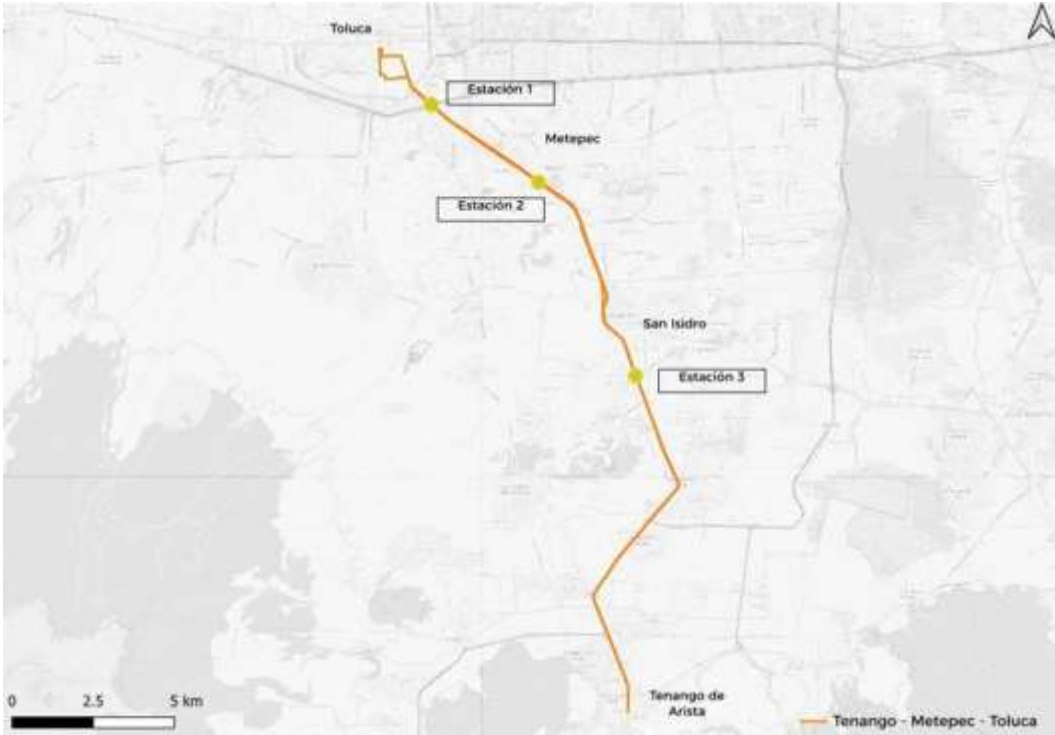 Toluca
Estación 1
Metepec
Estación 2
San Isidro
Estación 3
Tenango de
Arista
0 2.5 5 km
Tenango - Metepec - Toluca